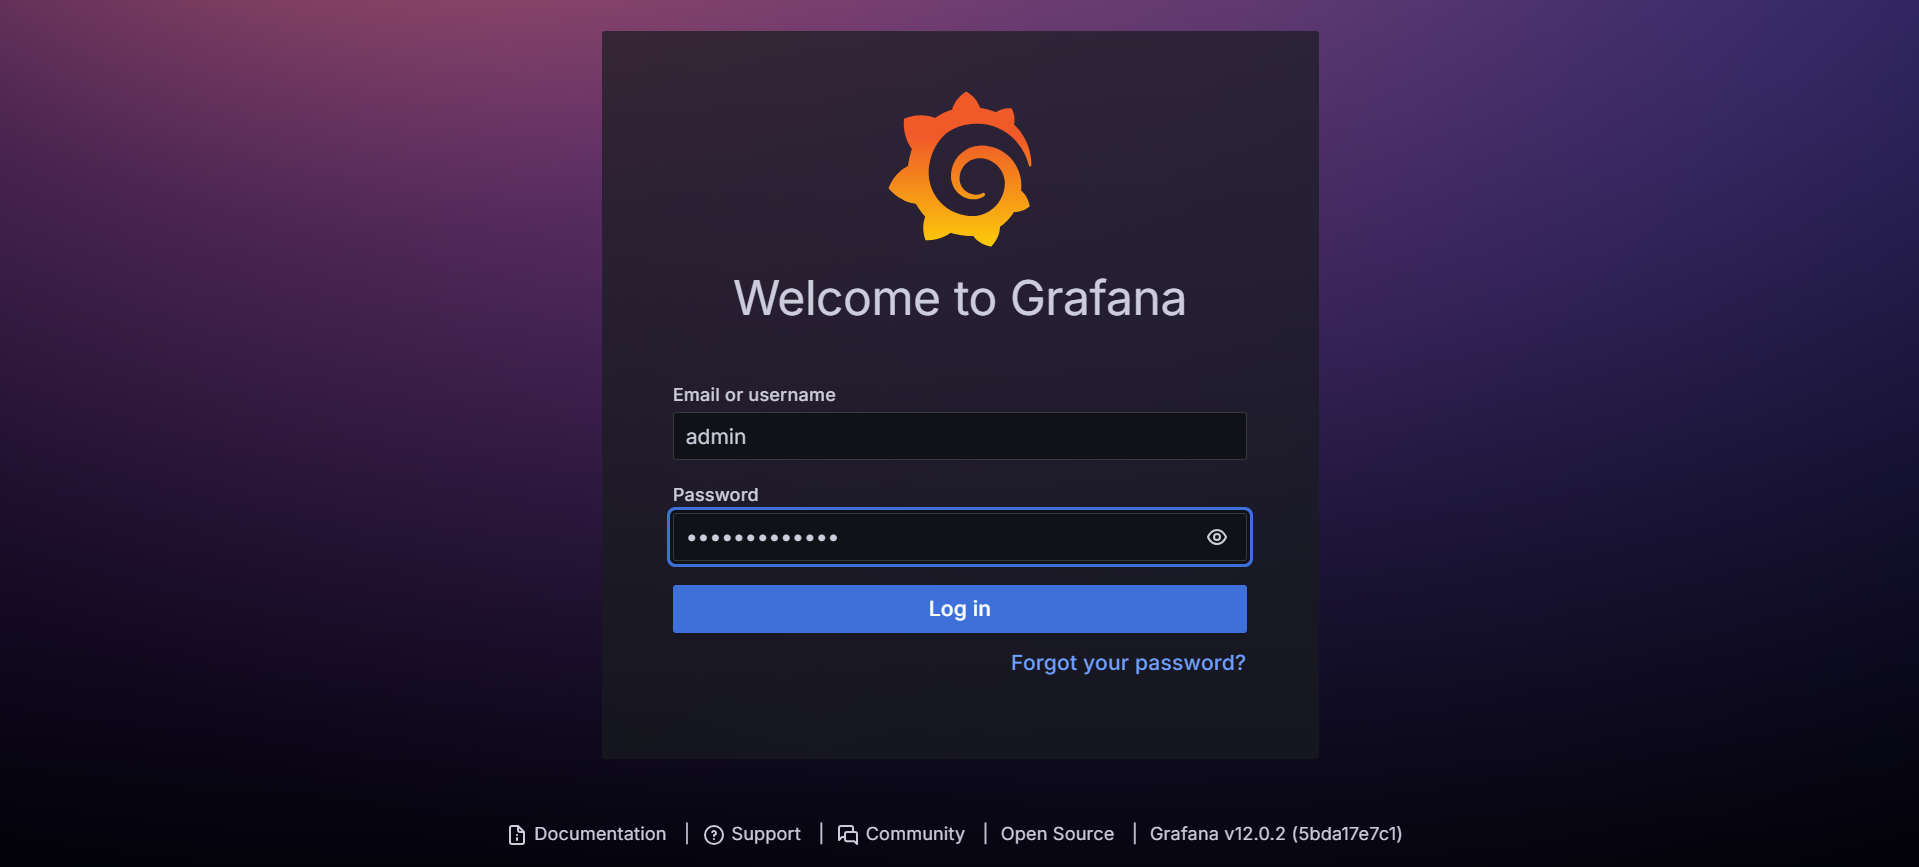 Welcome to Grafana
Email or username
admin
Password
•••••••••••••
Log in
Forgot your password?
Documentation | Support | Community | Open Source | Grafana v12.0.2 (5bda17e7c1)